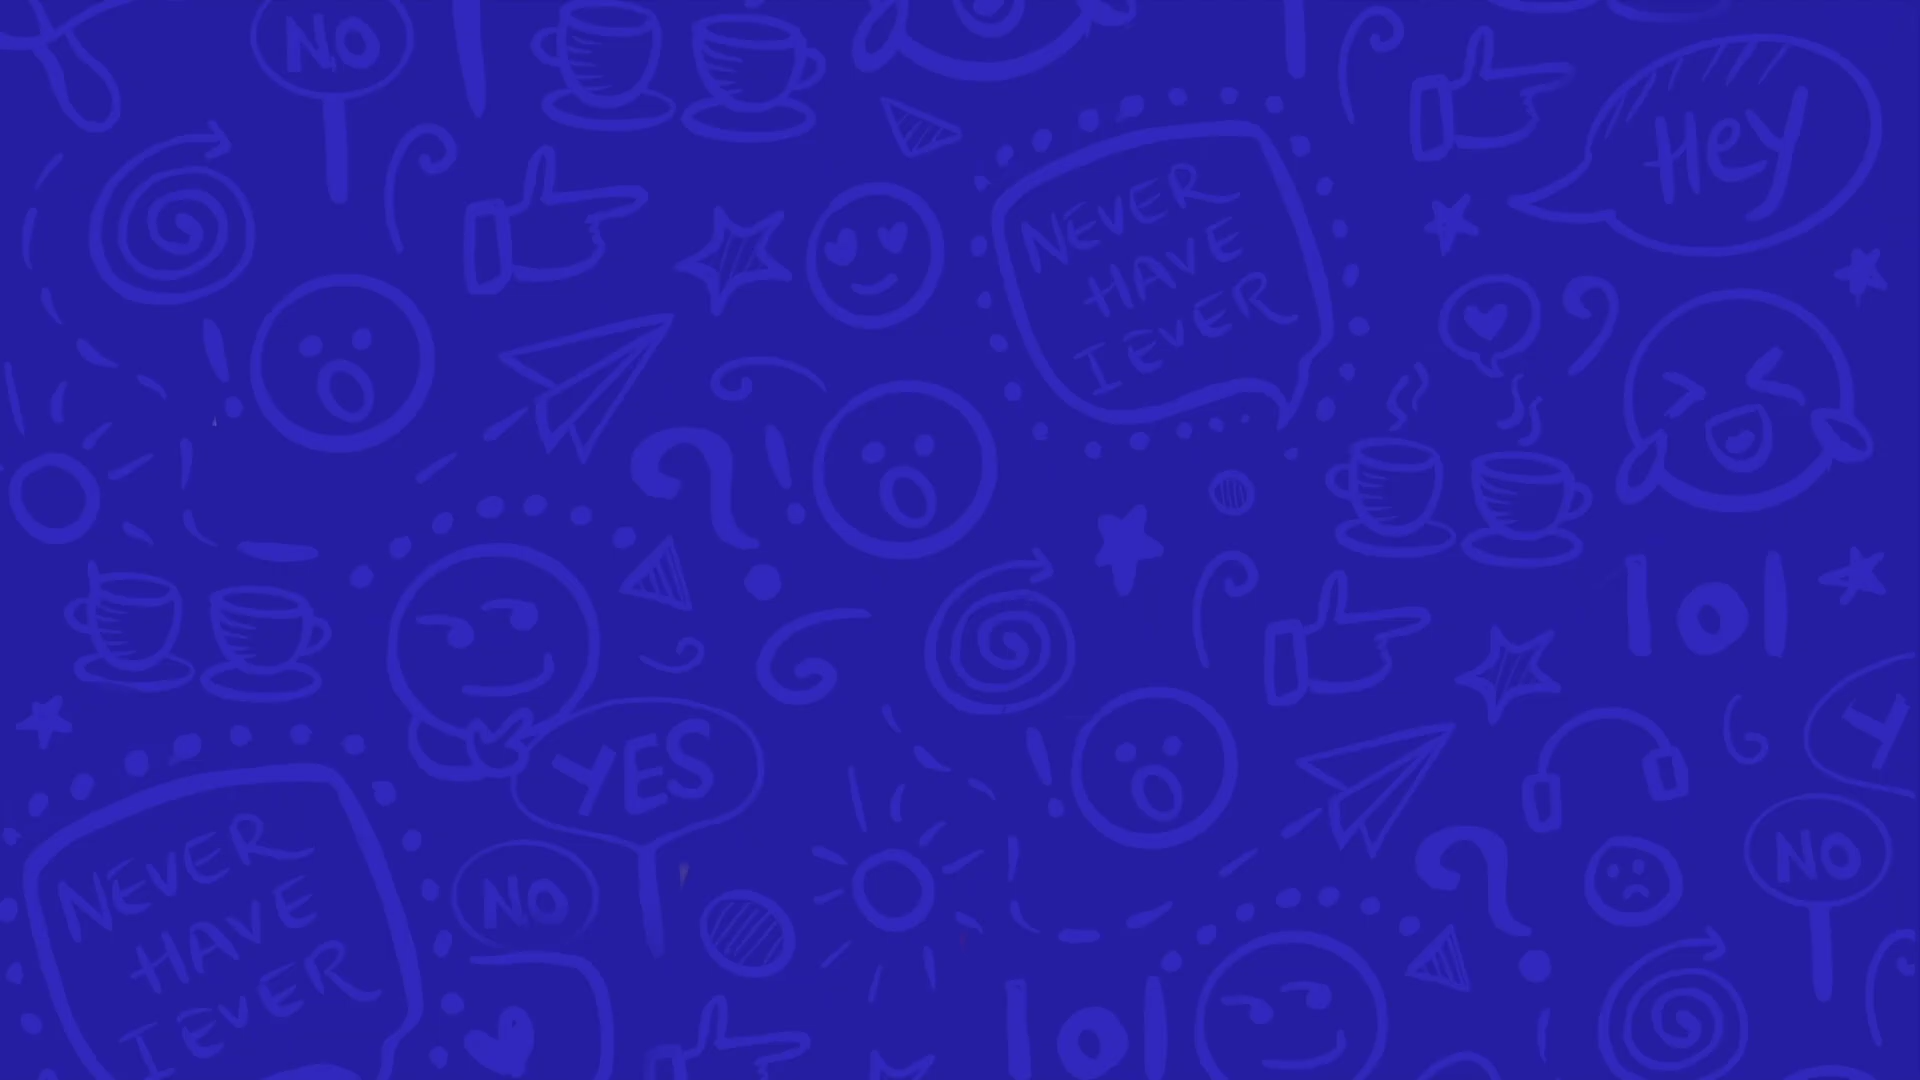 NO
Hey
NEVER
HAVE
I EVER
lol
YES
Y
NO
NEVER
HAVE
I EVER
NO
lol